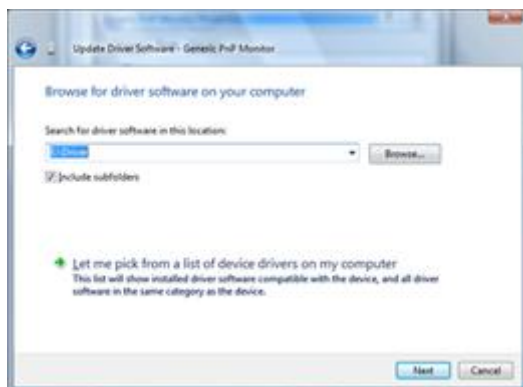 Update Driver Software - Generic PnP Monitor
Browse for driver software on your computer
Search for driver software in this location:
Browse...
Include subfolders
Let me pick from a list of device drivers on my computer
This list will show installed driver software compatible with the device, and all driver
software in the same category as the device.
Next
Cancel